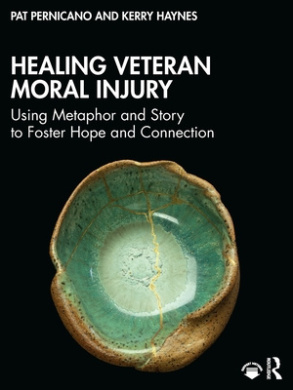 PAT PERNICANO AND KERRY HAYNES
HEALING VETERAN
MORAL INJURY
Using Metaphor and Story
to Foster Hope and Connection
R